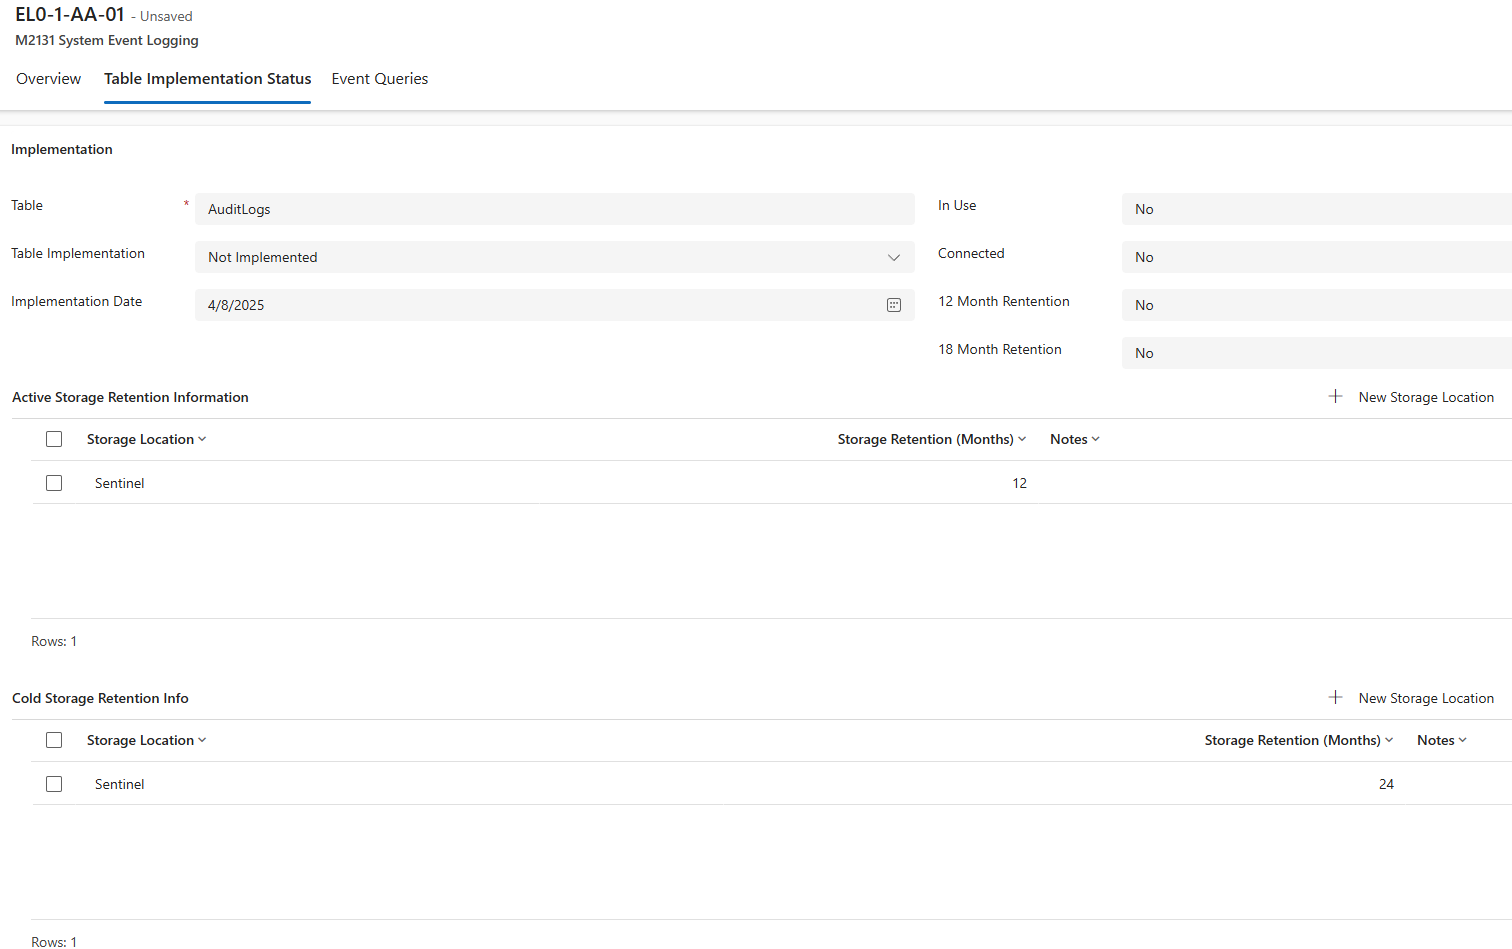 EL0-1-AA-01 - Unsaved
M2131 System Event Logging
Overview Table Implementation Status Event Queries
Implementation
Table * AuditLogs In Use No
Table Implementation Not Implemented Connected No
Implementation Date 4/8/2025 12 Month Rentention No
18 Month Retention No
Active Storage Retention Information + New Storage Location
Storage Location Storage Retention (Months) Notes
Sentinel 12
Rows: 1
Cold Storage Retention Info + New Storage Location
Storage Location Storage Retention (Months) Notes
Sentinel 24
Rows: 1